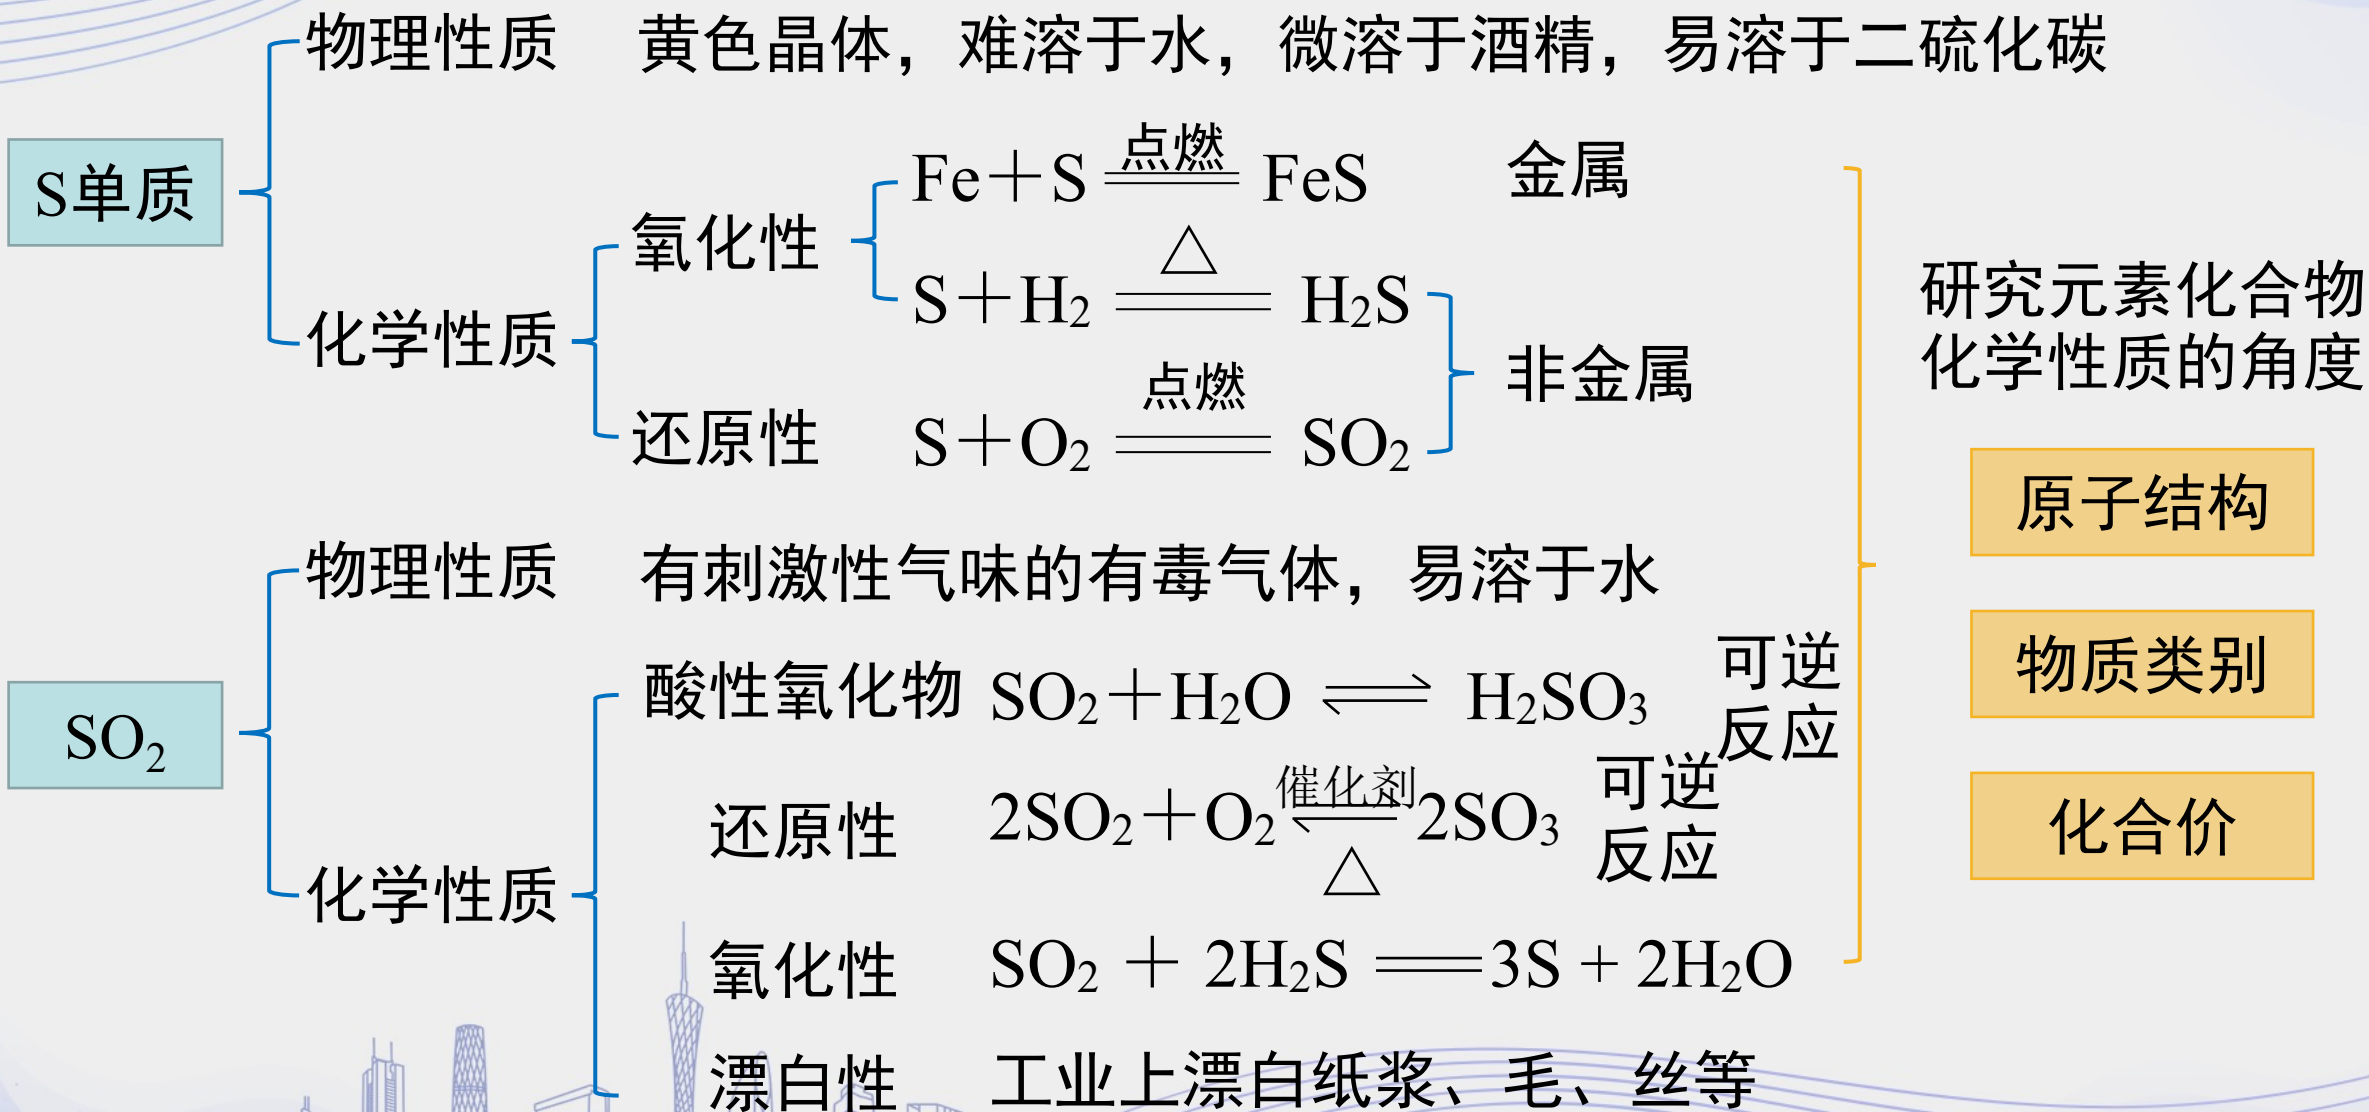 物理性质 黄色晶体，难溶于水，微溶于酒精，易溶于二硫化碳
S单质
化学性质
氧化性
点燃
Fe＋S ══ FeS 金属
△
S＋H₂ ══ H₂S
非金属
还原性
点燃
S＋O₂ ══ SO₂
物理性质 有刺激性气味的有毒气体，易溶于水
SO₂
化学性质
酸性氧化物 SO₂＋H₂O ⇌ H₂SO₃ 可逆
反应
还原性
催化剂
2SO₂＋O₂ ⇌ 2SO₃
△
可逆
反应
氧化性 SO₂ ＋ 2H₂S ══ 3S + 2H₂O
漂白性 工业上漂白纸浆、毛、丝等
研究元素化合物
化学性质的角度
原子结构
物质类别
化合价